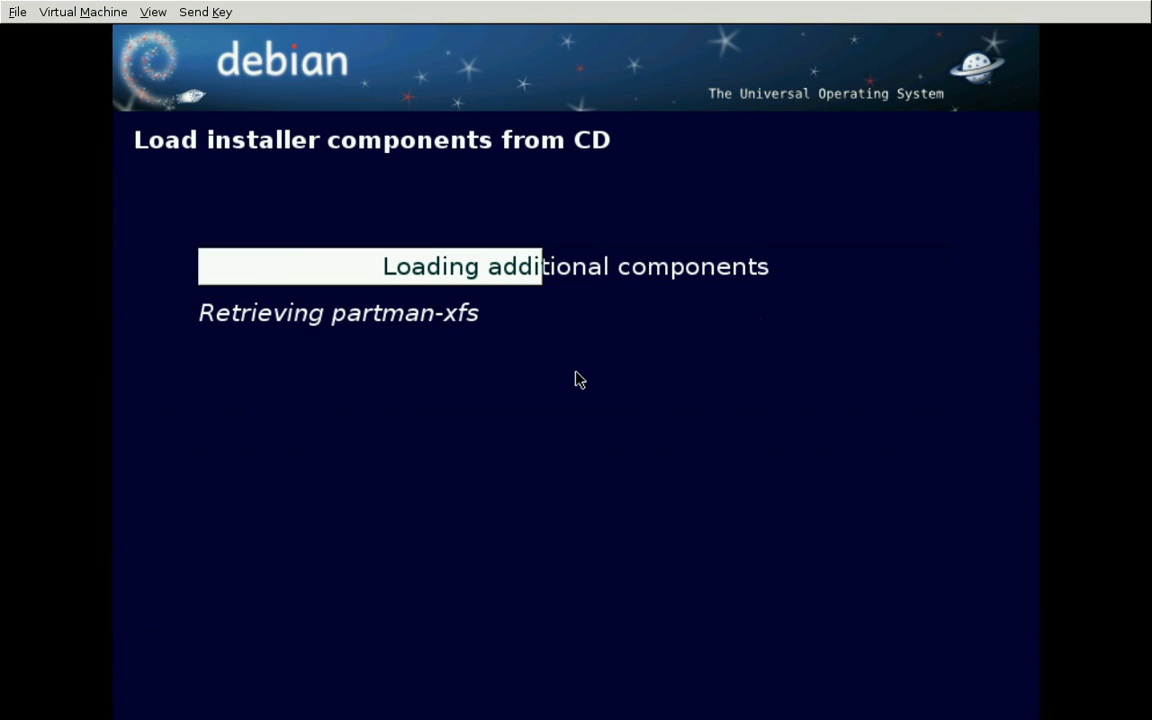 File Virtual Machine View Send Key
debian
The Universal Operating System
Load installer components from CD
Loading additional components
Retrieving partman-xfs